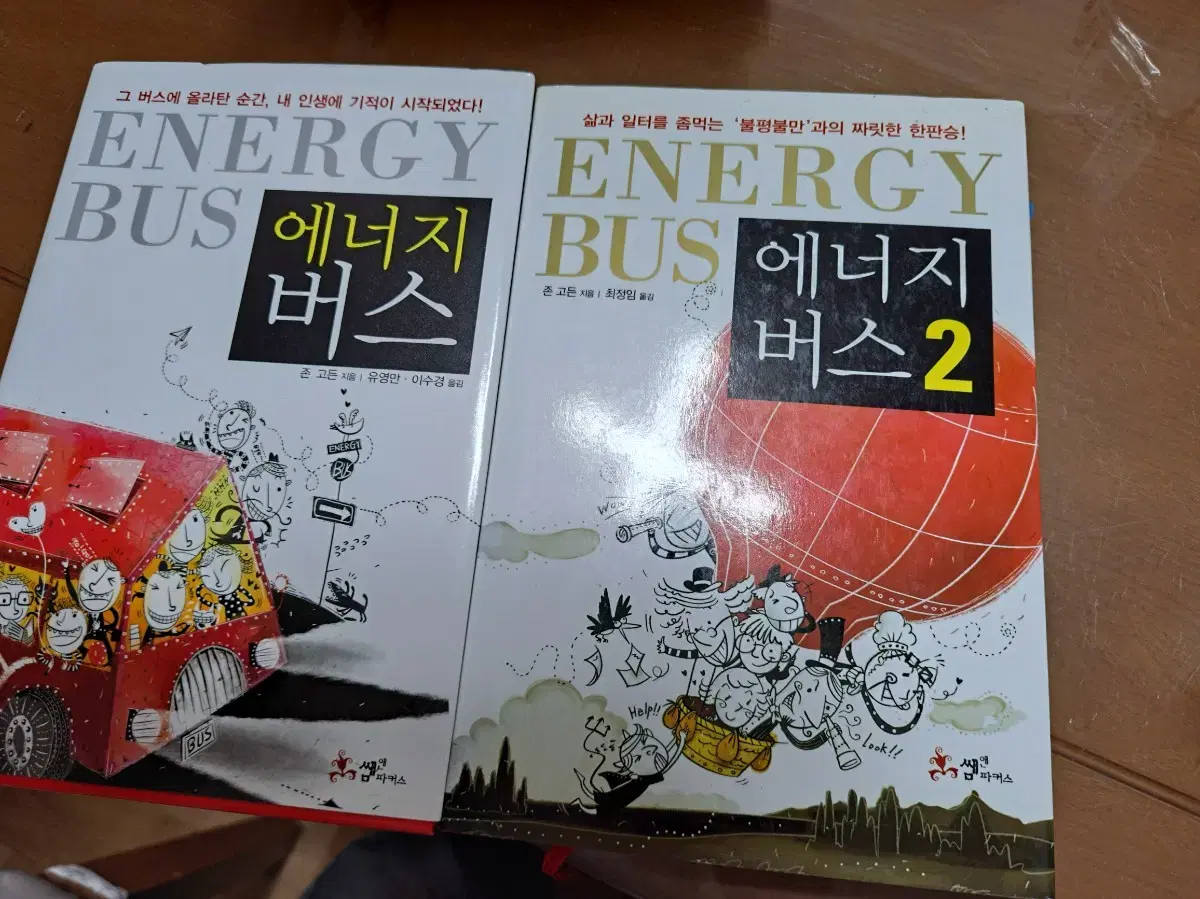 그 버스에 올라탄 순간, 내 인생에 기적이 시작되었다!
ENERGY
BUS
에너지
버스
존 고든 지음 | 유영만 · 이수경 옮김
ENERGY
BUS
쌤앤
파커스
삶과 일터를 좀먹는 '불평불만'과의 짜릿한 한판승!
ENERGY
BUS
에너지
버스 2
존 고든 지음 | 최정임 옮김
Help!!
Look!!
쌤앤
파커스